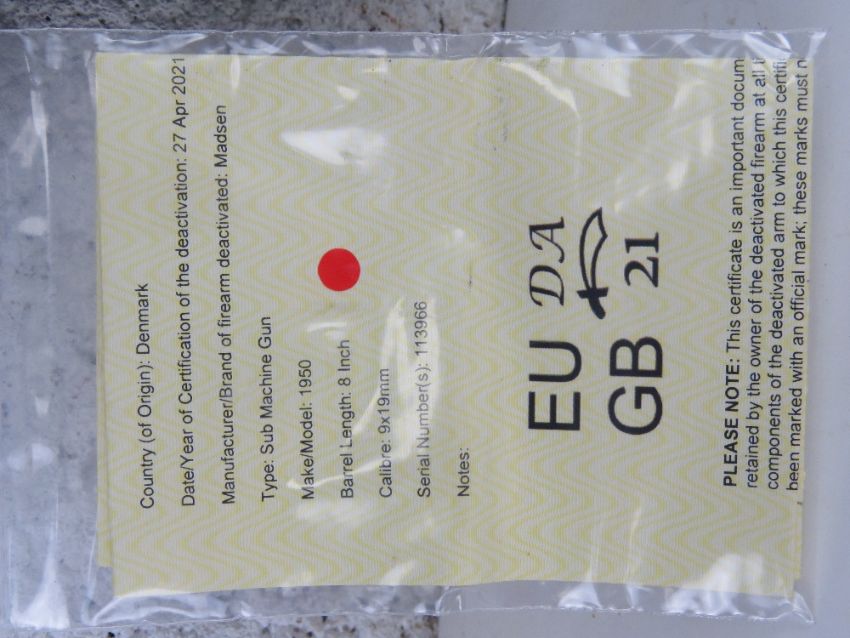 Country (of Origin): Denmark
Date/Year of Certification of the deactivation: 27 Apr 2021
Manufacturer/Brand of firearm deactivated: Madsen
Type: Sub Machine Gun
Make/Model: 1950
Barrel Length: 8 Inch
Calibre: 9x19mm
Serial Number(s): 113966
Notes:
EU DA
GB 21
PLEASE NOTE: This certificate is an important docum
retained by the owner of the deactivated firearm at all
components of the deactivated arm to which this certifi
been marked with an official mark; these marks must n